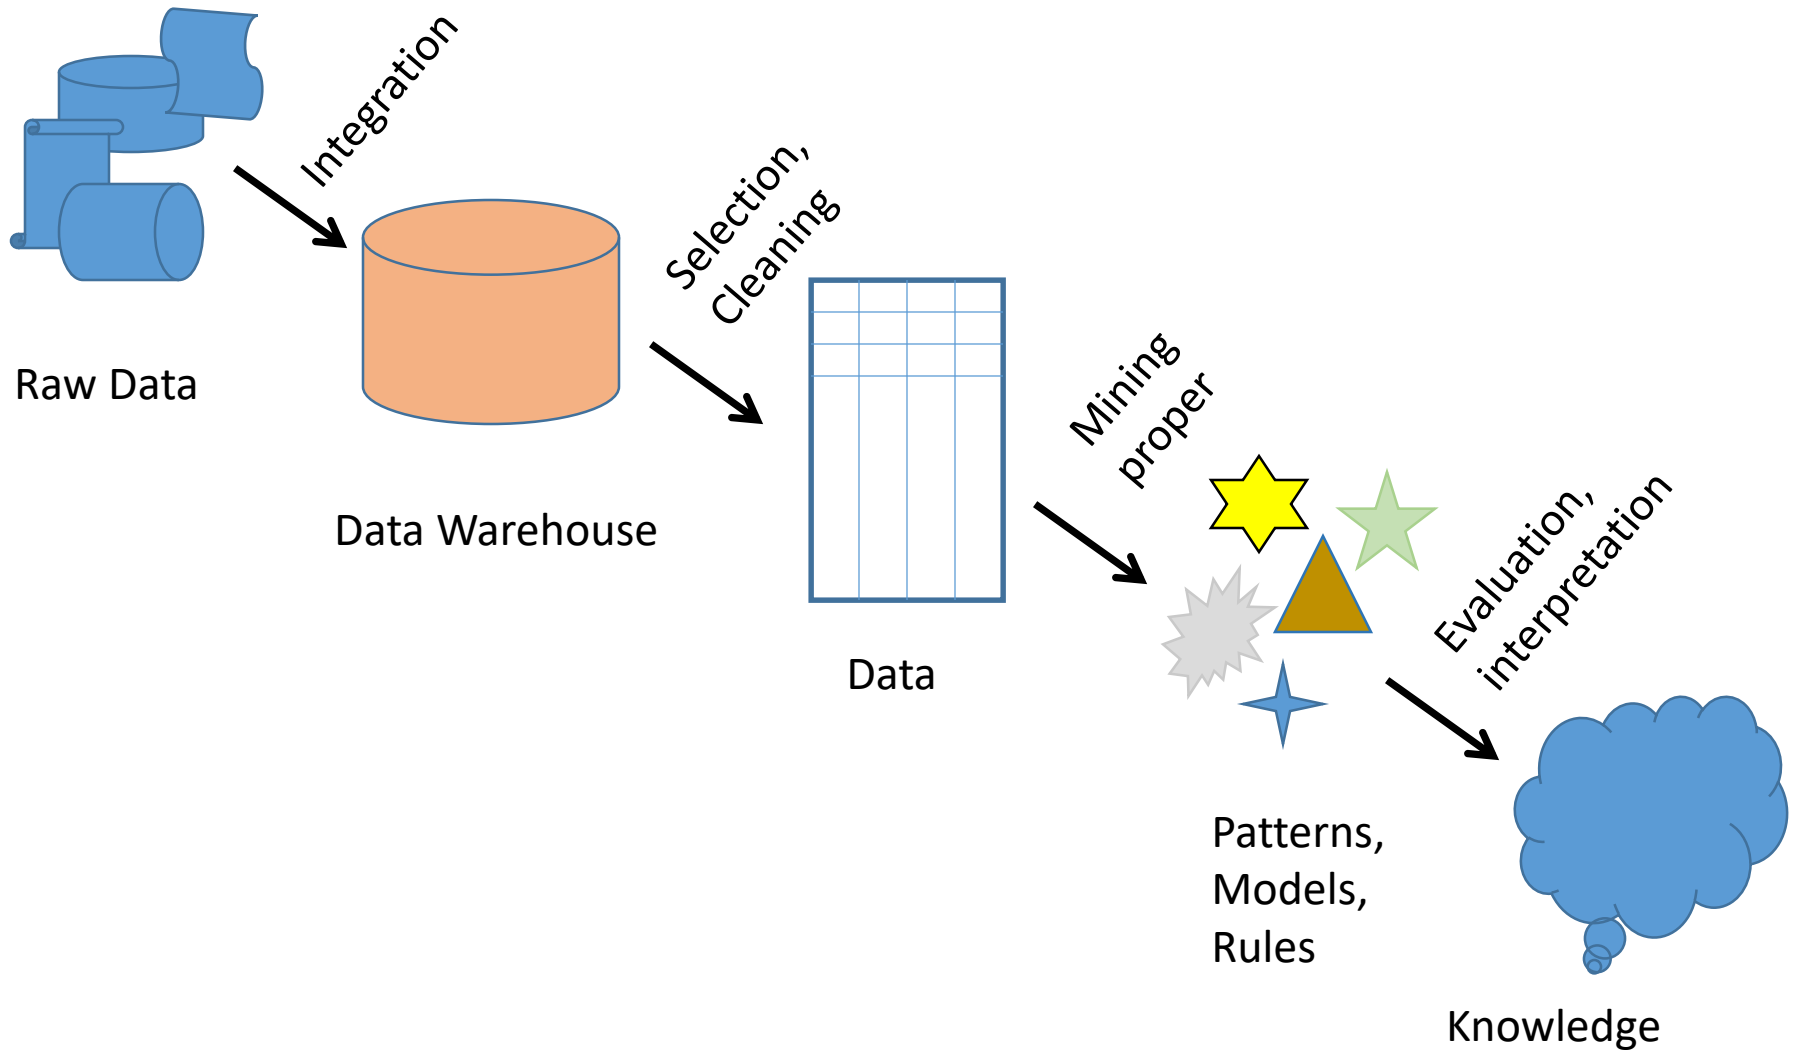 Raw Data
Integration
Data Warehouse
Selection,
Cleaning
Data
Mining
proper
Patterns,
Models,
Rules
Evaluation,
interpretation
Knowledge